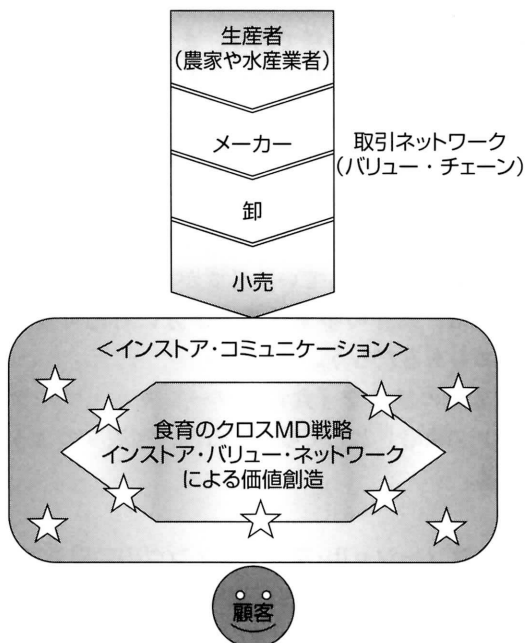 生産者
(農家や水産業者)
メーカー
卸
小売
取引ネットワーク
(バリュー・チェーン)
＜インストア・コミュニケーション＞
食育のクロスMD戦略
インストア・バリュー・ネットワーク
による価値創造
顧客